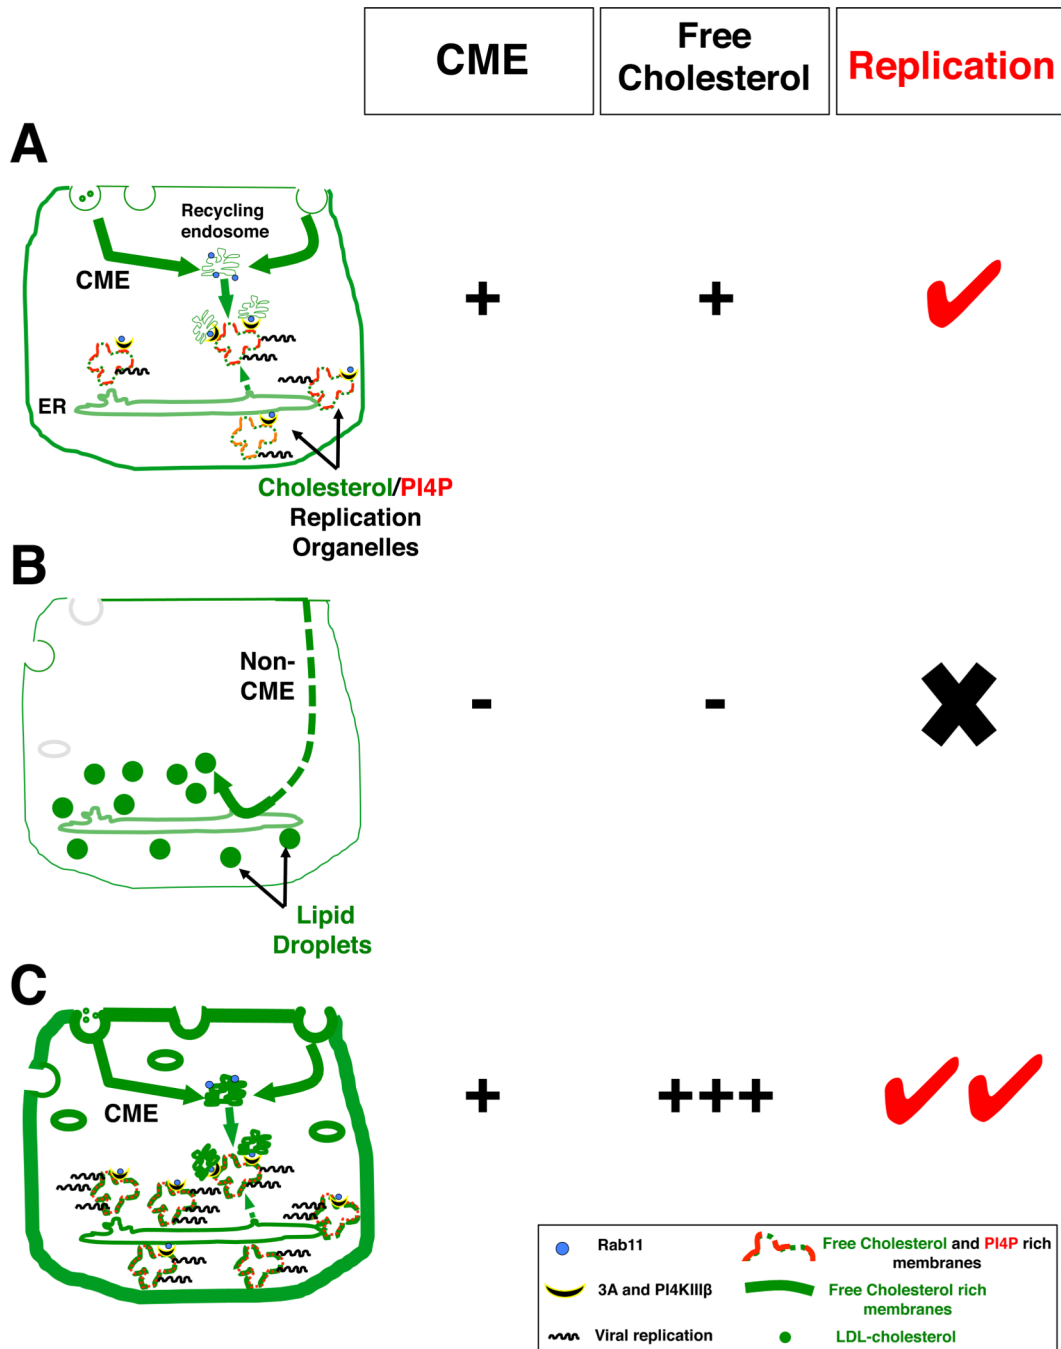 CME
Free
Cholesterol
Replication
A
Recycling
endosome
CME
ER
Cholesterol/PI4P
Replication
Organelles
+
+
B
Non-
CME
Lipid
Droplets
-
-
C
CME
+
+++
Rab11
3A and PI4KIIIβ
Viral replication
Free Cholesterol and PI4P rich
membranes
Free Cholesterol rich
membranes
LDL-cholesterol